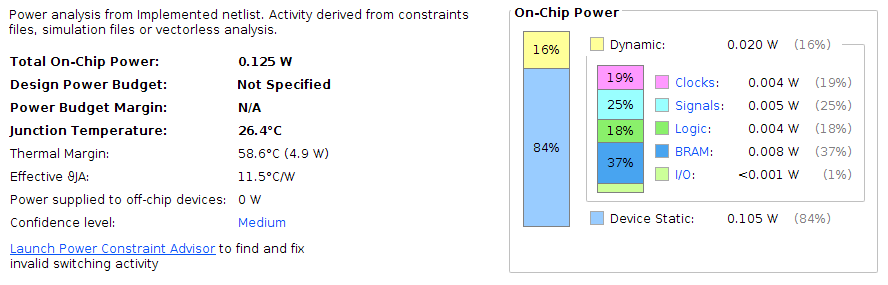 Power analysis from Implemented netlist. Activity derived from constraints
files, simulation files or vectorless analysis.
Total On-Chip Power: 0.125 W
Design Power Budget: Not Specified
Power Budget Margin: N/A
Junction Temperature: 26.4°C
Thermal Margin: 58.6°C (4.9 W)
Effective ϑJA: 11.5°C/W
Power supplied to off-chip devices: 0 W
Confidence level: Medium
Launch Power Constraint Advisor to find and fix
invalid switching activity
On-Chip Power
16%
84%
Dynamic: 0.020 W (16%)
19%
25%
18%
37%
Clocks: 0.004 W (19%)
Signals: 0.005 W (25%)
Logic: 0.004 W (18%)
BRAM: 0.008 W (37%)
I/O: <0.001 W (1%)
Device Static: 0.105 W (84%)